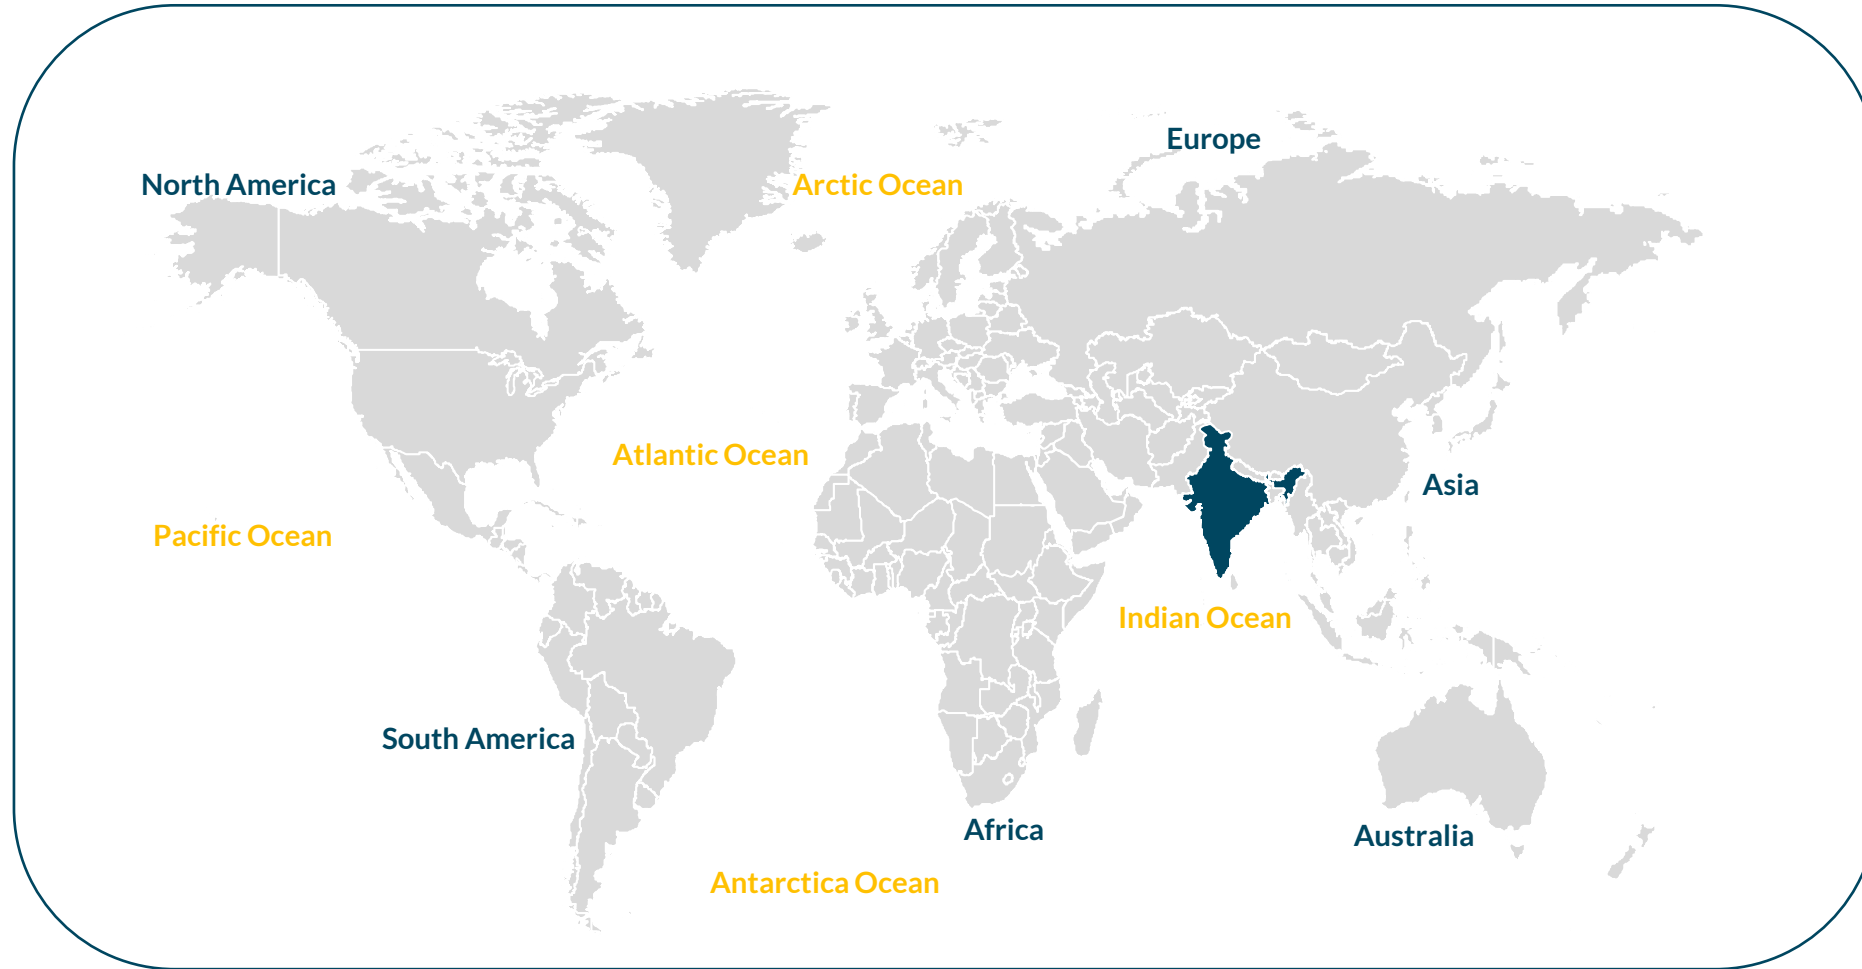 Europe
North America
Arctic Ocean
Atlantic Ocean
Asia
Pacific Ocean
Indian Ocean
South America
Africa
Australia
Antarctica Ocean